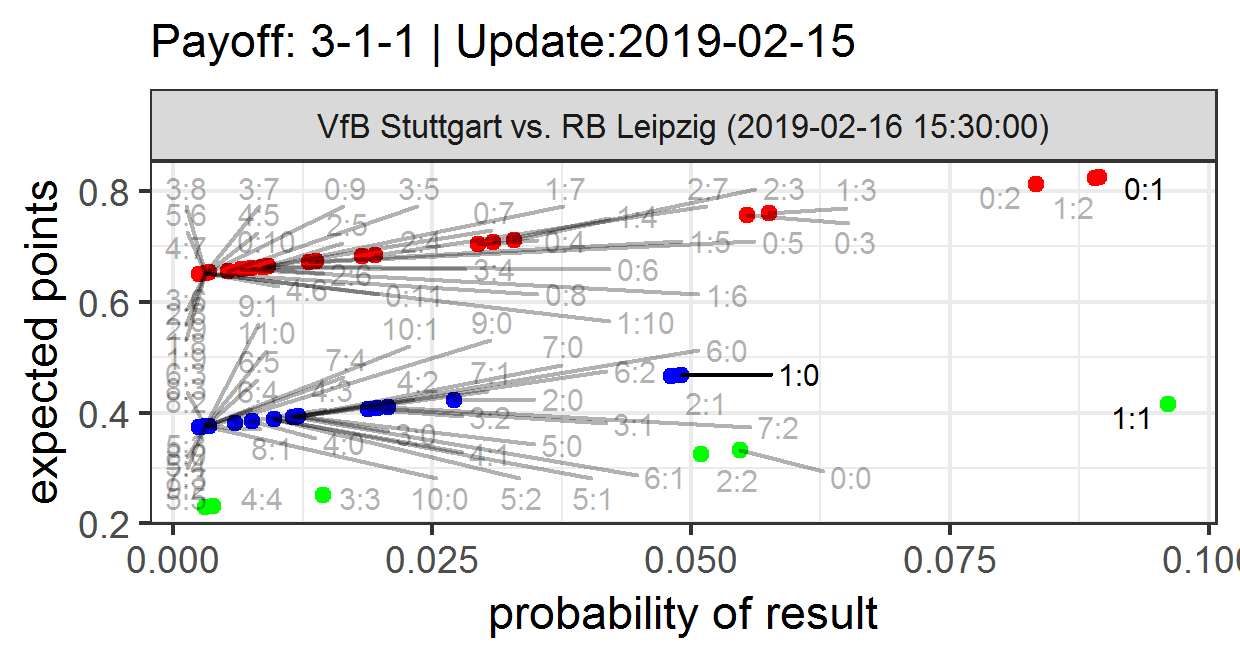 Payoff: 3-1-1 | Update:2019-02-15
VfB Stuttgart vs. RB Leipzig (2019-02-16 15:30:00)
expected points
0.8
0.6
0.4
0.2
3:8 3:7 0:9 3:5 1:7 2:7 2:3 1:3
0:2 1:2 0:1
5:6 4:5 2:5 0:7 1:4
4:7 0:10 2:4 0:4 1:5 0:5 0:3
2:6 3:4 0:6
4:6 0:11 0:8 1:6
9:1 1:10
11:0 10:1 9:0
6:5 7:4 7:0 6:0
7:1 6:2 1:0
6:4 4:3 4:2 2:0 2:1
3:2 3:1 7:2 1:1
3:0
8:1 4:0 4:1 5:0
6:1 2:2 0:0
5:5 4:4 3:3 10:0 5:2 5:1
0.000 0.025 0.050 0.075 0.100
probability of result